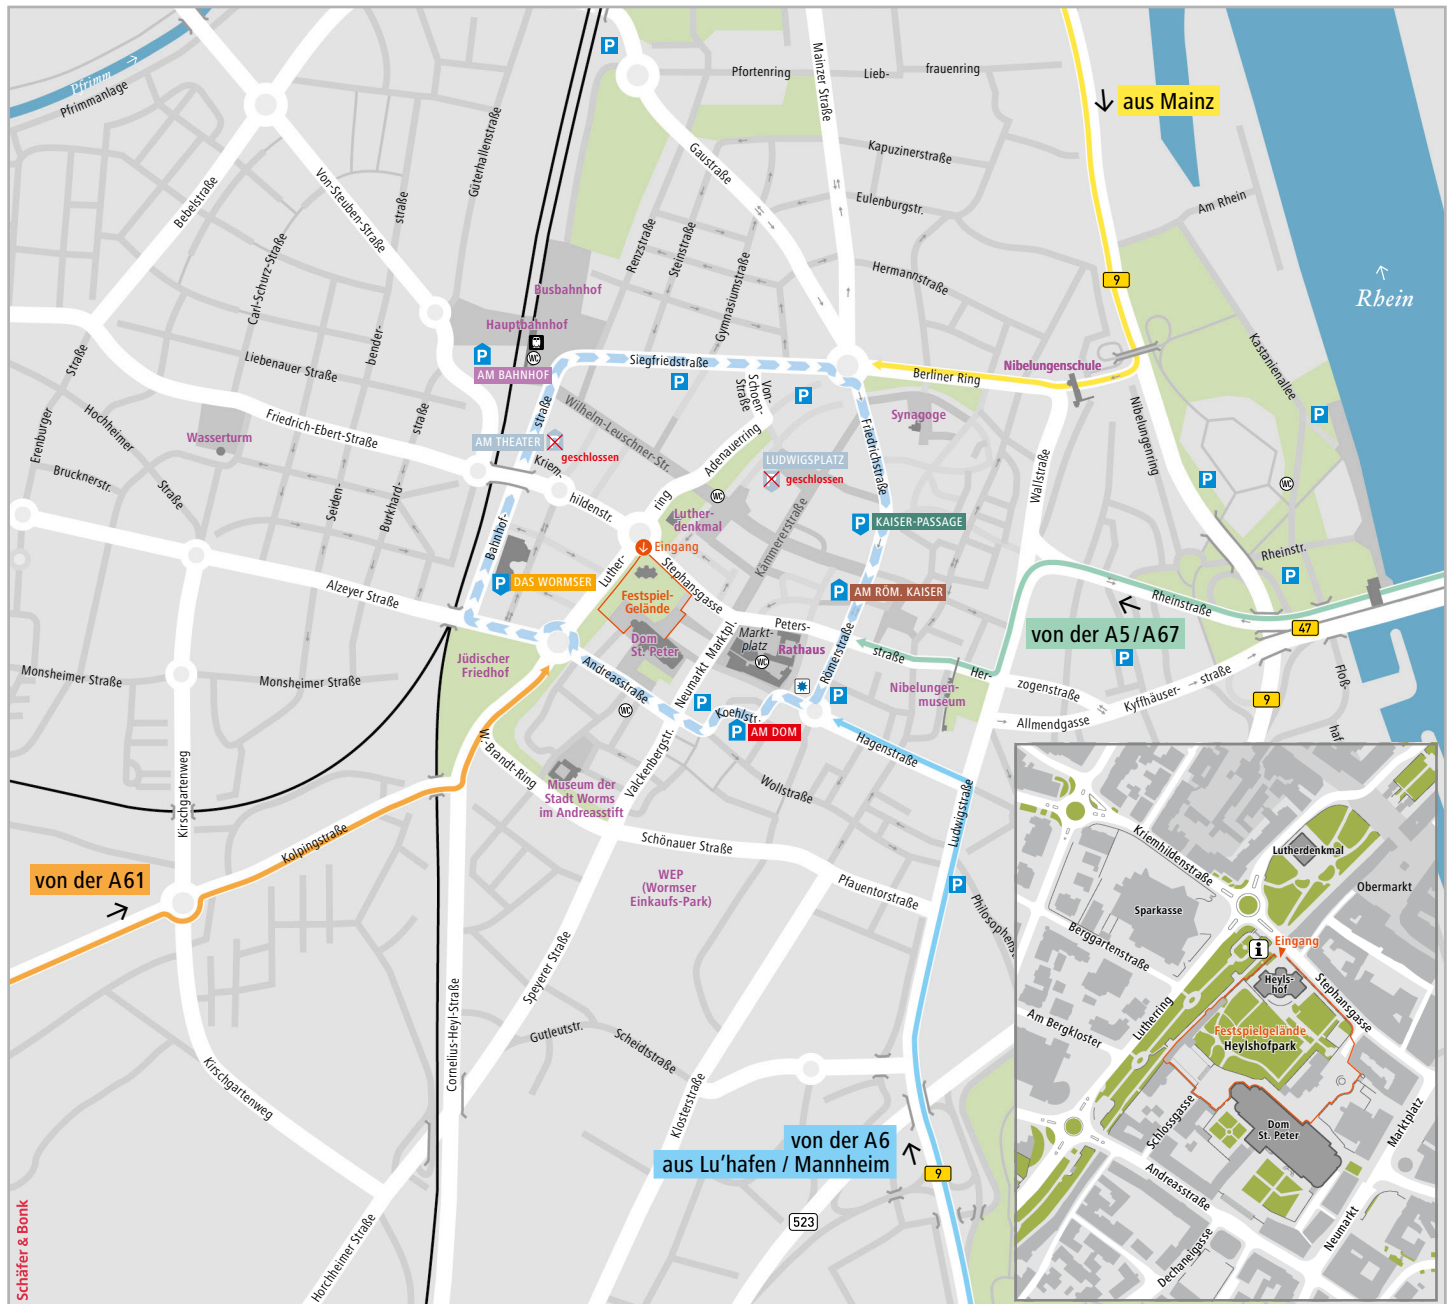 Pfrimm
Pfrimmanlage
Bebelstraße
Von-Steuben-Straße
Güterhallenstraße
straße
Carl-Schurz-Straße
bender-
Liebenauer Straße
Straße
Hochheimer
Straße
Erenburger
Brucknerstr.
Wasserturm
Friedrich-Ebert-Straße
straße
Seiden-
Burkhard-
P
Pfortenring
Lieb-
frauenring
Mainzer Straße
Gaustraße
Kapuzinerstraße
Eulenburgstr.
Hermannstraße
Renzstraße
Steinstraße
Gymnasiumstraße
aus Mainz
9
Am Rhein
Rhein
Kastanienallee
Busbahnhof
Hauptbahnhof
WC
P
AM BAHNHOF
Siegfriedstraße
P
Von-
Schoen-
Straße
P
Berliner Ring
Nibelungenschule
Synagoge
Nibelungenring
P
P
WC
Wallstraße
Friedrichstraße
Wilhelm-Leuschner-Str.
straße
AM THEATER
geschlossen
Kriem-
hildenstr.
Adenauerring
ring
WC
LUDWIGSPLATZ
geschlossen
Luther-
denkmal
Kämmererstraße
P
KAISER-PASSAGE
Bahnhof-
P
DAS WORMSER
Eingang
Luther-
Stephansgasse
Festspiel-
Gelände
P
AM RÖM. KAISER
Rheinstr.
P
Rheinstraße
47
von der A5/A67
P
Alzeyer Straße
Monsheimer Straße
Monsheimer Straße
Jüdischer
Friedhof
Dom
St. Peter
Andreasstraße
Neumarkt
Marktpl.
Markt-
platz
WC
Rathaus
Peters-
straße
Römerstraße
Her-
zogenstraße
Nibelungen-
museum
Allmendgasse
Kyffhäuser-
straße
9
Floß-
haf
P
P
Koehlstr.
P
AM DOM
WC
Hagenstraße
W.-Brandt-Ring
Museum der
Stadt Worms
im Andreasstift
Valckenbergstr.
Wollstraße
Ludwigstraße
Kirschgartenweg
Kolpingstraße
von der A61
Schönauer Straße
WEP
(Wormser
Einkaufs-Park)
Pfauentorstraße
P
Philosophenst
Speyerer Straße
Cornelius-Heyl-Straße
Gutleutstr.
Scheidtstraße
Klosterstraße
Kirschgartenweg
Horchheimer Straße
von der A6
aus Lu'hafen / Mannheim
9
523
Schäfer & Bonk
Kriemhildenstraße
Lutherdenkmal
Obermarkt
Sparkasse
Berggartenstraße
Eingang
i
Heyls-
hof
Stephansgasse
Am Bergkloster
Lutherring
Festspielgelände
Heylshofpark
Schlossgasse
Dom
St. Peter
Marktplatz
Andreasstraße
Neumarkt
Dechaneigasse